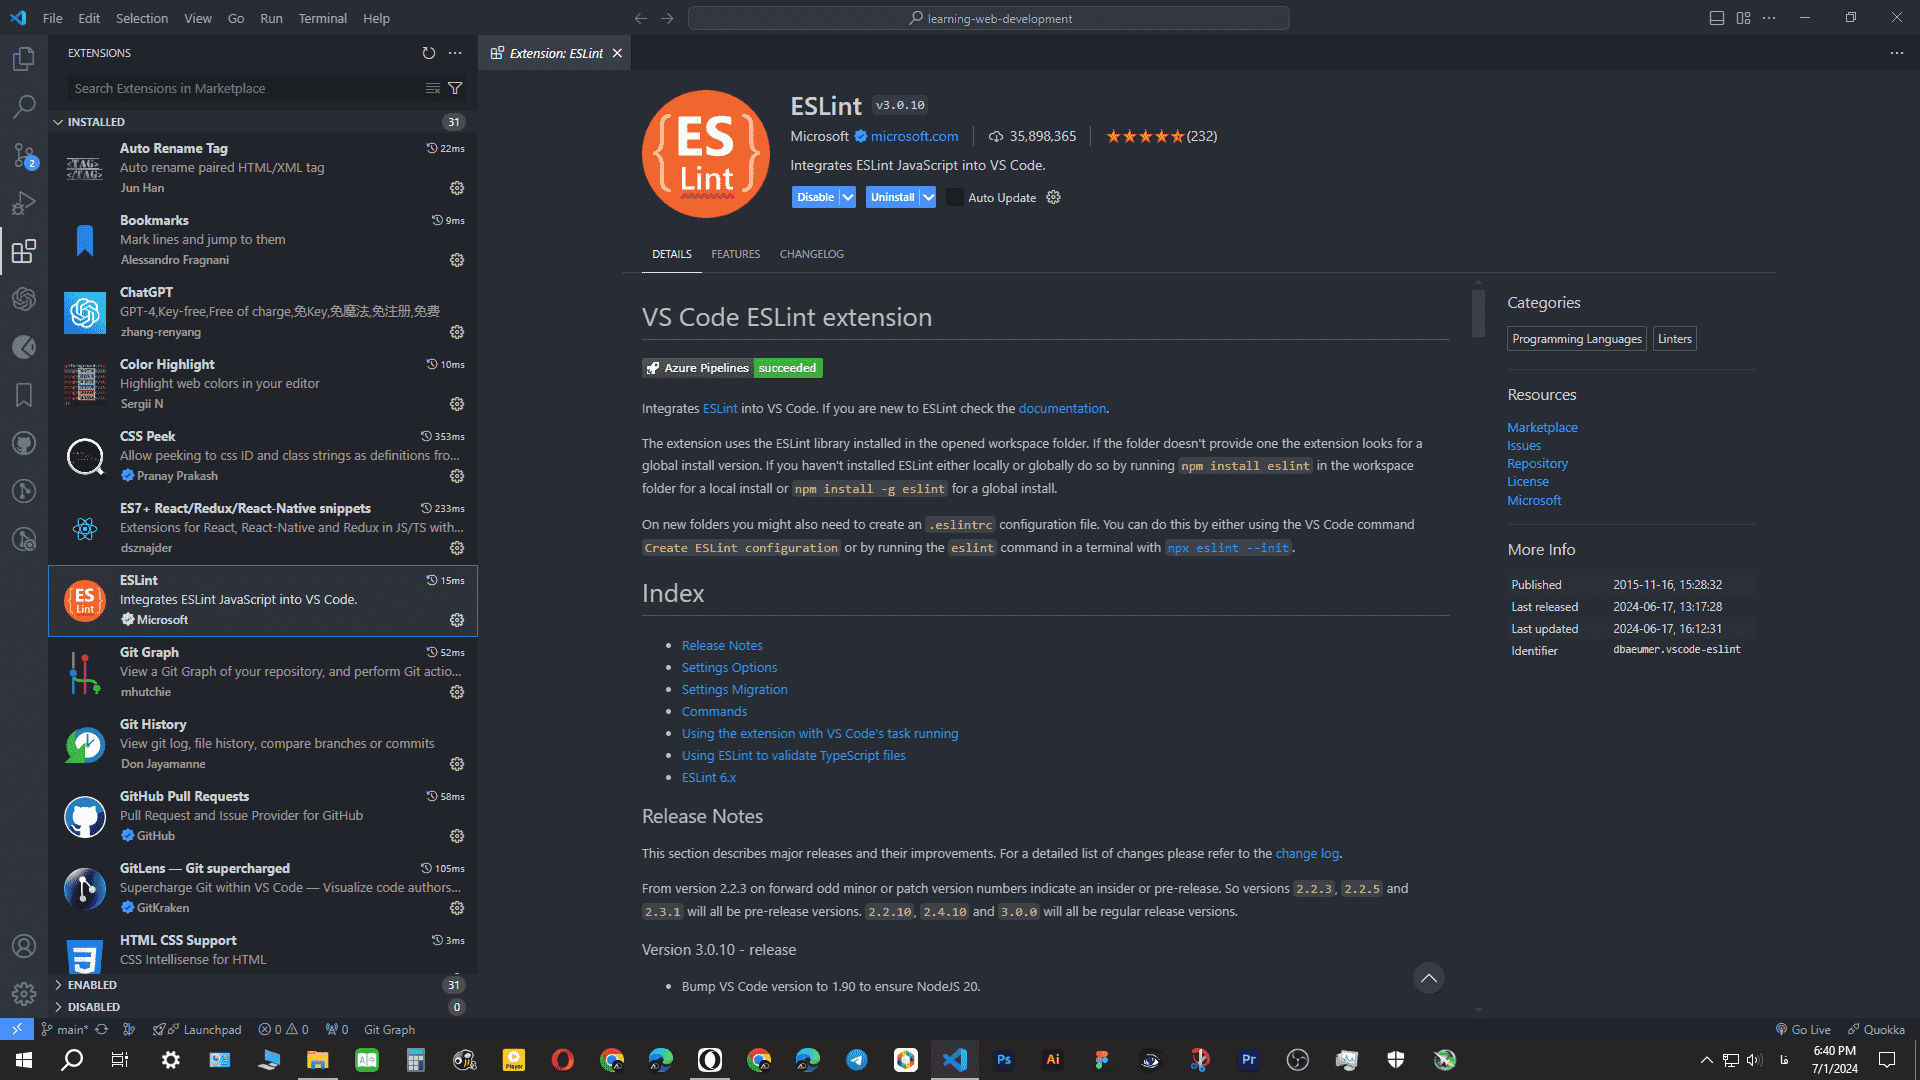 File Edit Selection View Go Run Terminal Help
learning-web-development
EXTENSIONS
Extension: ESLint
Search Extensions in Marketplace
INSTALLED 31
Auto Rename Tag 22ms
Auto rename paired HTML/XML tag
Jun Han
Bookmarks 9ms
Mark lines and jump to them
Alessandro Fragnani
ChatGPT
GPT-4,Key-free,Free of charge,免Key,免魔法,免注册,免费
zhang-renyang
Color Highlight 10ms
Highlight web colors in your editor
Sergii N
CSS Peek 353ms
Allow peeking to css ID and class strings as definitions fro...
Pranay Prakash
ES7+ React/Redux/React-Native snippets 233ms
Extensions for React, React-Native and Redux in JS/TS with...
dsznajder
ESLint 15ms
Integrates ESLint JavaScript into VS Code.
Microsoft
Git Graph 52ms
View a Git Graph of your repository, and perform Git actio...
mhutchie
Git History
View git log, file history, compare branches or commits
Don Jayamanne
GitHub Pull Requests 58ms
Pull Request and Issue Provider for GitHub
GitHub
GitLens — Git supercharged 105ms
Supercharge Git within VS Code — Visualize code authors...
GitKraken
HTML CSS Support 3ms
CSS Intellisense for HTML
ENABLED 31
DISABLED 0
ES
Lint
ESLint v3.0.10
Microsoft microsoft.com 35,898,365 (232)
Integrates ESLint JavaScript into VS Code.
Disable Uninstall Auto Update
DETAILS FEATURES CHANGELOG
VS Code ESLint extension
Azure Pipelines succeeded
Integrates ESLint into VS Code. If you are new to ESLint check the documentation.
The extension uses the ESLint library installed in the opened workspace folder. If the folder doesn't provide one the extension looks for a
global install version. If you haven't installed ESLint either locally or globally do so by running npm install eslint in the workspace
folder for a local install or npm install -g eslint for a global install.
On new folders you might also need to create an .eslintrc configuration file. You can do this by either using the VS Code command
Create ESLint configuration or by running the eslint command in a terminal with npx eslint --init.
Index
Release Notes
Settings Options
Settings Migration
Commands
Using the extension with VS Code's task running
Using ESLint to validate TypeScript files
ESLint 6.x
Release Notes
This section describes major releases and their improvements. For a detailed list of changes please refer to the change log.
From version 2.2.3 on forward odd minor or patch version numbers indicate an insider or pre-release. So versions 2.2.3, 2.2.5 and
2.3.1 will all be pre-release versions. 2.2.10, 2.4.10 and 3.0.0 will all be regular release versions.
Version 3.0.10 - release
Bump VS Code version to 1.90 to ensure NodeJS 20.
Categories
Programming Languages Linters
Resources
Marketplace
Issues
Repository
License
Microsoft
More Info
Published 2015-11-16, 15:28:32
Last released 2024-06-17, 13:17:28
Last updated 2024-06-17, 16:12:31
Identifier dbaeumer.vscode-eslint
2
main* Launchpad 0 0 0 Git Graph Go Live Quokka
Player Ps Ai Pr فا 6:40 PM
7/1/2024